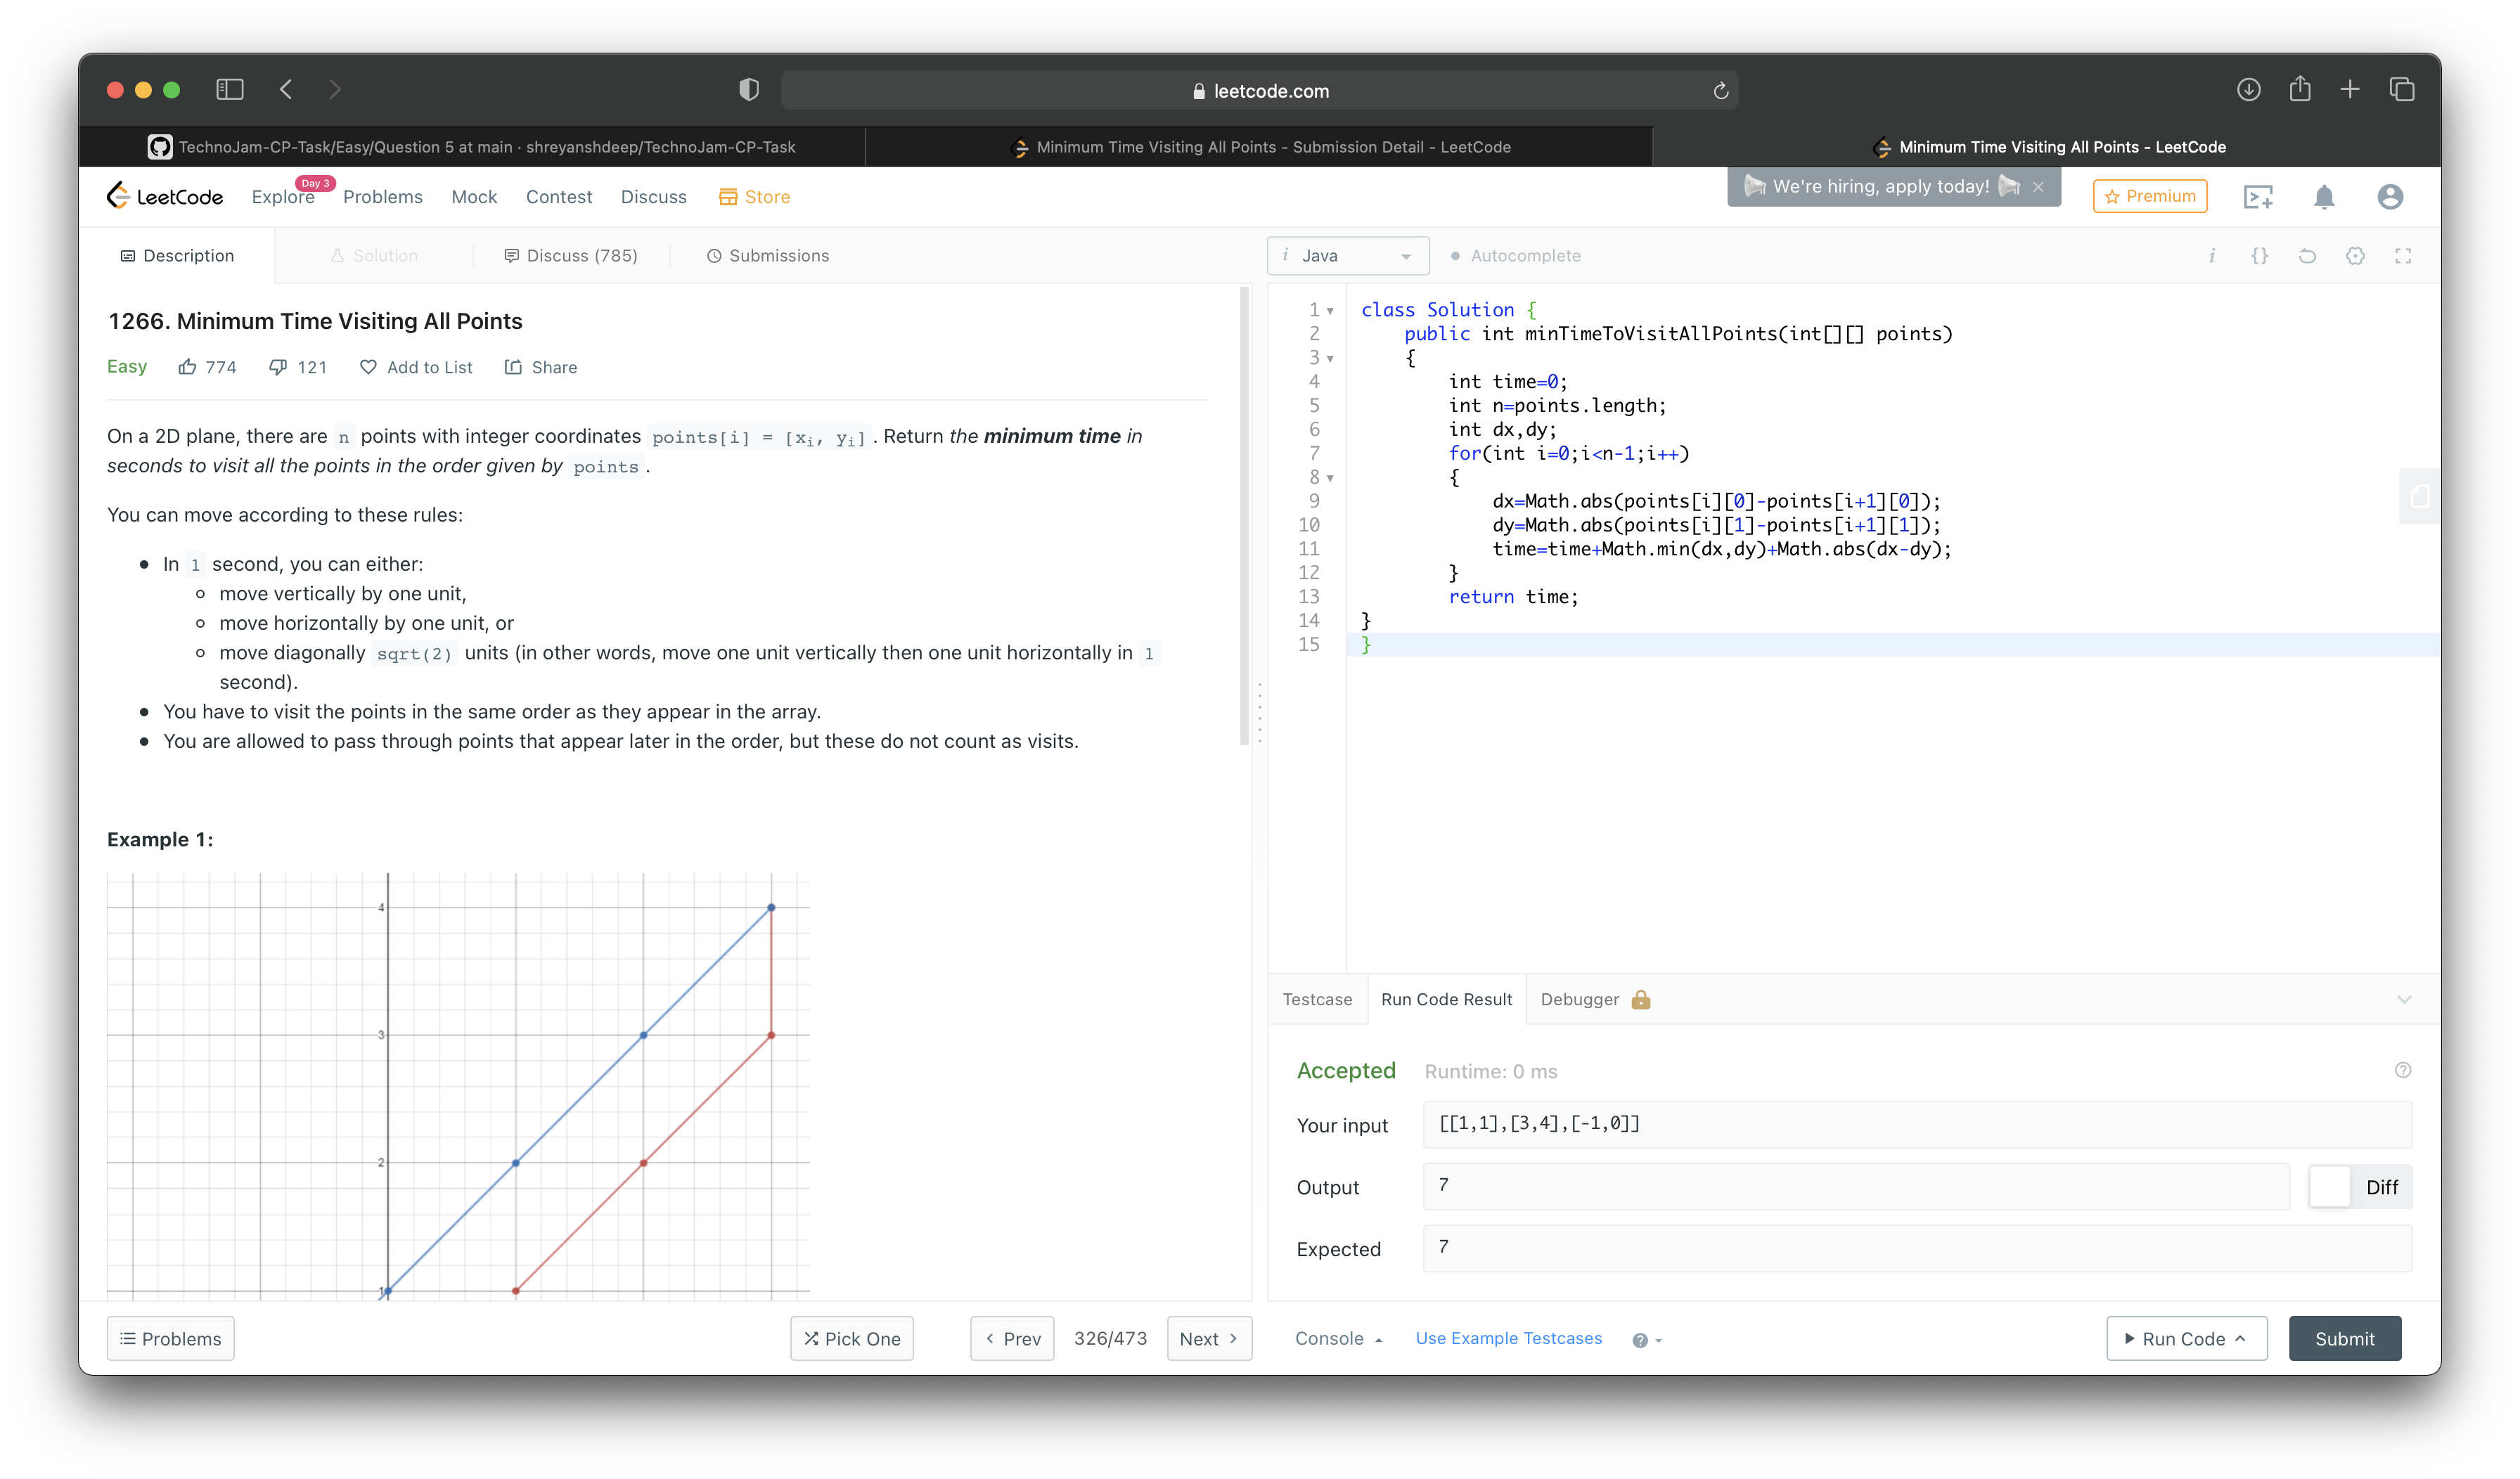 leetcode.com
TechnoJam-CP-Task/Easy/Question 5 at main · shreyanshdeep/TechnoJam-CP-Task
Minimum Time Visiting All Points - Submission Detail - LeetCode
Minimum Time Visiting All Points - LeetCode
LeetCode
Explore
Day 3
Problems
Mock
Contest
Discuss
Store
We're hiring, apply today!
Premium
Description
Solution
Discuss (785)
Submissions
1266. Minimum Time Visiting All Points
Easy
774
121
Add to List
Share
On a 2D plane, there are n points with integer coordinates points[i] = [xi, yi]. Return the minimum time in
seconds to visit all the points in the order given by points.
You can move according to these rules:
In 1 second, you can either:
move vertically by one unit,
move horizontally by one unit, or
move diagonally sqrt(2) units (in other words, move one unit vertically then one unit horizontally in 1
second).
You have to visit the points in the same order as they appear in the array.
You are allowed to pass through points that appear later in the order, but these do not count as visits.
Example 1:
4
3
2
1
Problems
Pick One
Prev
326/473
Next
i Java
Autocomplete
i {}
1 class Solution {
2 public int minTimeToVisitAllPoints(int[][] points)
3 {
4 int time=0;
5 int n=points.length;
6 int dx,dy;
7 for(int i=0;i<n-1;i++)
8 {
9 dx=Math.abs(points[i][0]-points[i+1][0]);
10 dy=Math.abs(points[i][1]-points[i+1][1]);
11 time=time+Math.min(dx,dy)+Math.abs(dx-dy);
12 }
13 return time;
14 }
15 }
Testcase
Run Code Result
Debugger
Accepted
Runtime: 0 ms
Your input
[[1,1],[3,4],[-1,0]]
Output
7
Diff
Expected
7
Console
Use Example Testcases
Run Code
Submit